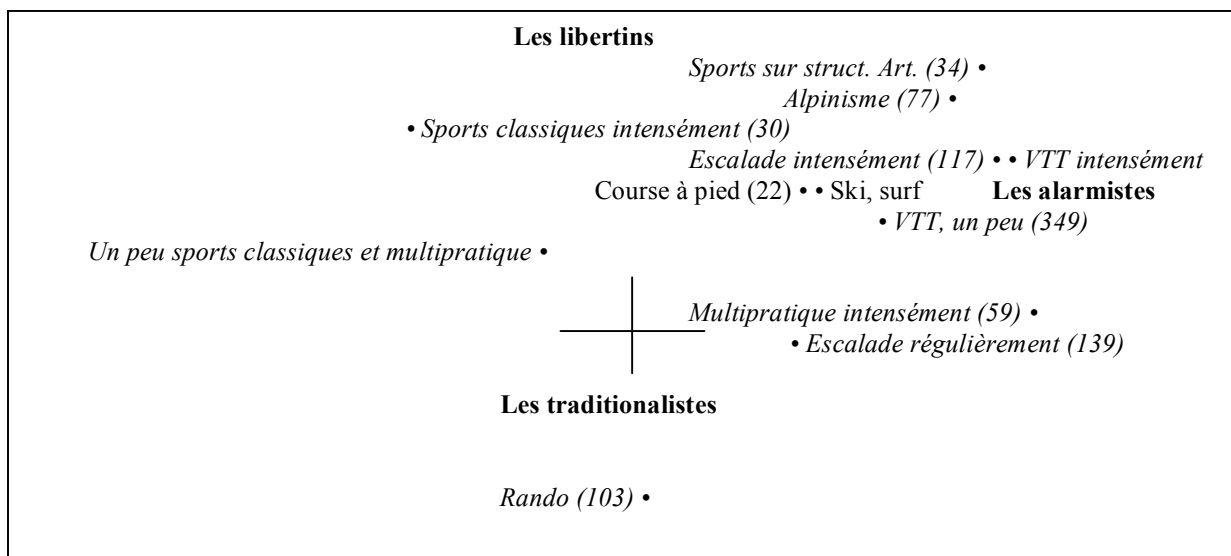 Les libertins
Sports sur struct. Art. (34) •
Alpinisme (77) •
• Sports classiques intensément (30)
Escalade intensément (117) • • VTT intensément
Course à pied (22) • • Ski, surf Les alarmistes
• VTT, un peu (349)
Un peu sports classiques et multipratique •
Multipratique intensément (59) •
• Escalade régulièrement (139)
Les traditionalistes
Rando (103) •